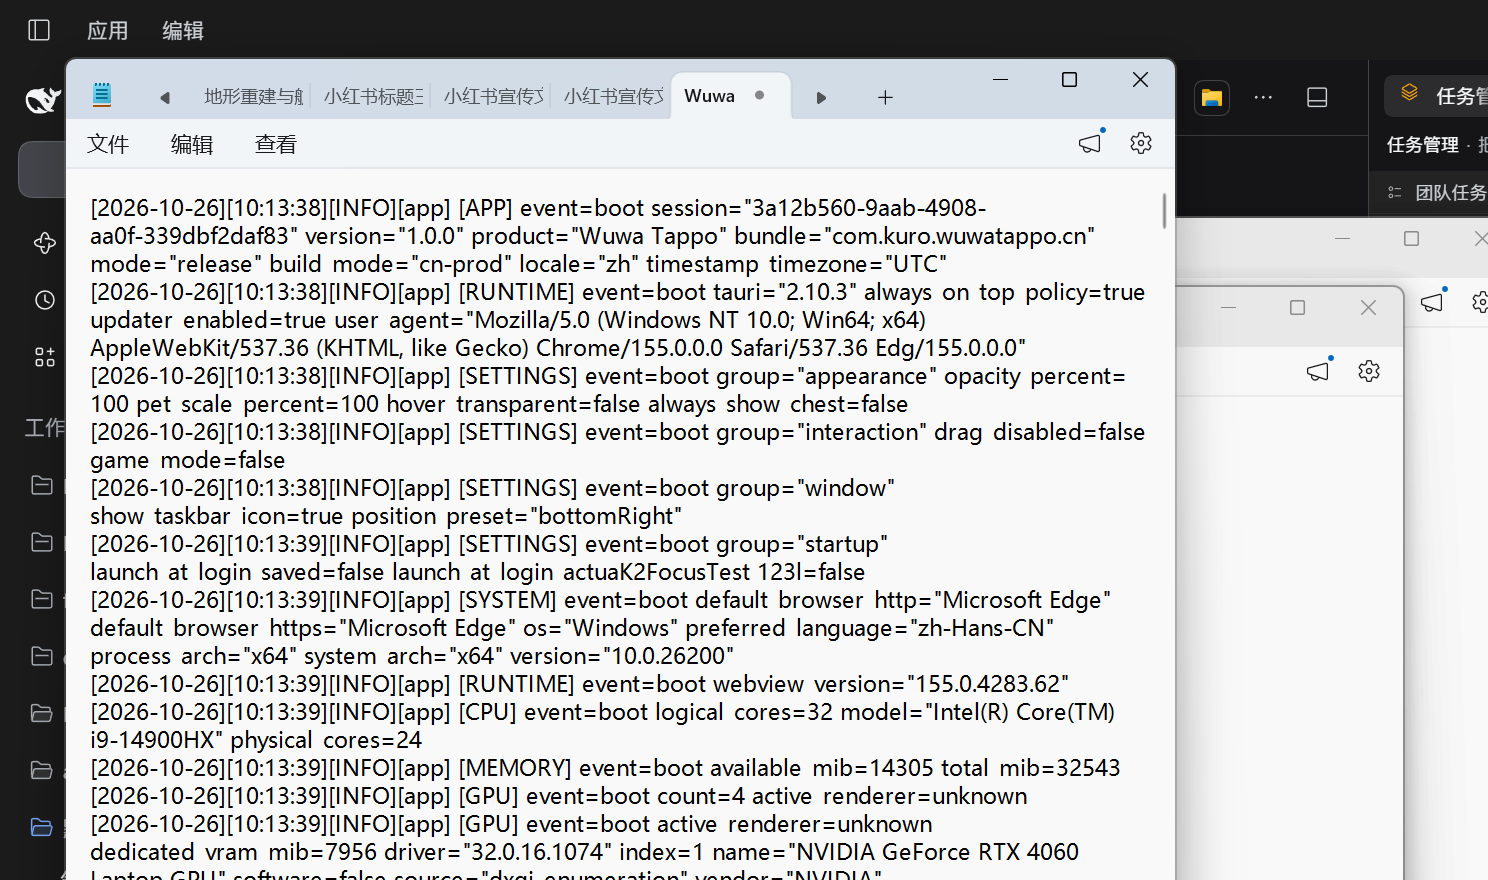 应用 编辑
地形重建与 小红书标题 小红书宣传 小红书宣传 Wuwa
任务管
文件 编辑 查看
任务管理 ·
团队任务
[2026-10-26][10:13:38][INFO][app] [APP] event=boot session="3a12b560-9aab-4908-
aa0f-339dbf2daf83" version="1.0.0" product="Wuwa Tappo" bundle="com.kuro.wuwatappo.cn"
mode="release" build mode="cn-prod" locale="zh" timestamp timezone="UTC"
[2026-10-26][10:13:38][INFO][app] [RUNTIME] event=boot tauri="2.10.3" always on top policy=true
updater enabled=true user agent="Mozilla/5.0 (Windows NT 10.0; Win64; x64)
AppleWebKit/537.36 (KHTML, like Gecko) Chrome/155.0.0.0 Safari/537.36 Edg/155.0.0.0"
[2026-10-26][10:13:38][INFO][app] [SETTINGS] event=boot group="appearance" opacity percent=
100 pet scale percent=100 hover transparent=false always show chest=false
[2026-10-26][10:13:38][INFO][app] [SETTINGS] event=boot group="interaction" drag disabled=false
game mode=false
[2026-10-26][10:13:38][INFO][app] [SETTINGS] event=boot group="window"
show taskbar icon=true position preset="bottomRight"
[2026-10-26][10:13:39][INFO][app] [SETTINGS] event=boot group="startup"
launch at login saved=false launch at login actuaK2FocusTest 123l=false
[2026-10-26][10:13:39][INFO][app] [SYSTEM] event=boot default browser http="Microsoft Edge"
default browser https="Microsoft Edge" os="Windows" preferred language="zh-Hans-CN"
process arch="x64" system arch="x64" version="10.0.26200"
[2026-10-26][10:13:39][INFO][app] [RUNTIME] event=boot webview version="155.0.4283.62"
[2026-10-26][10:13:39][INFO][app] [CPU] event=boot logical cores=32 model="Intel(R) Core(TM)
i9-14900HX" physical cores=24
[2026-10-26][10:13:39][INFO][app] [MEMORY] event=boot available mib=14305 total mib=32543
[2026-10-26][10:13:39][INFO][app] [GPU] event=boot count=4 active renderer=unknown
[2026-10-26][10:13:39][INFO][app] [GPU] event=boot active renderer=unknown
dedicated vram mib=7956 driver="32.0.16.1074" index=1 name="NVIDIA GeForce RTX 4060
Laptop GPU" software=false source="dxgi enumeration" vendor="NVIDIA"
工作